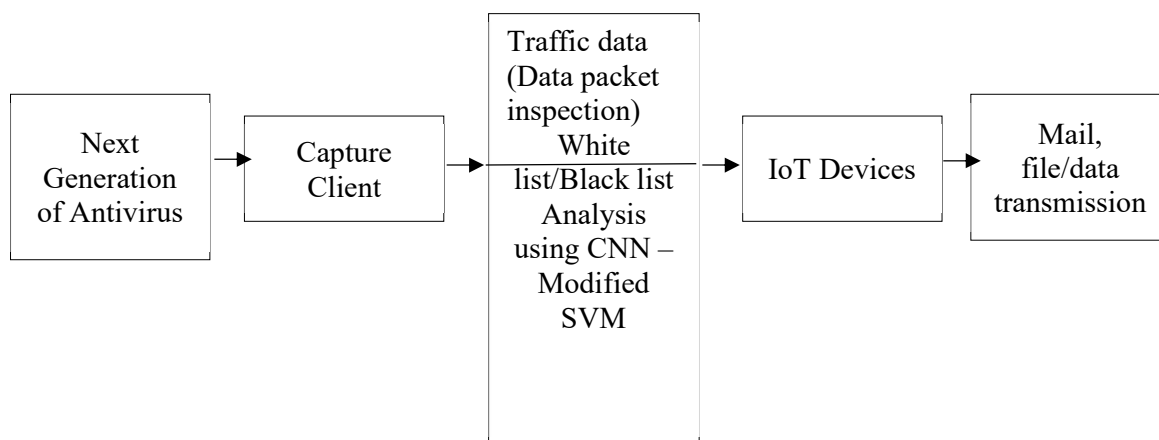 Next
Generation
of Antivirus
Capture
Client
Traffic data
(Data packet
inspection)
White
list/Black list
Analysis
using CNN –
Modified
SVM
IoT Devices
Mail,
file/data
transmission